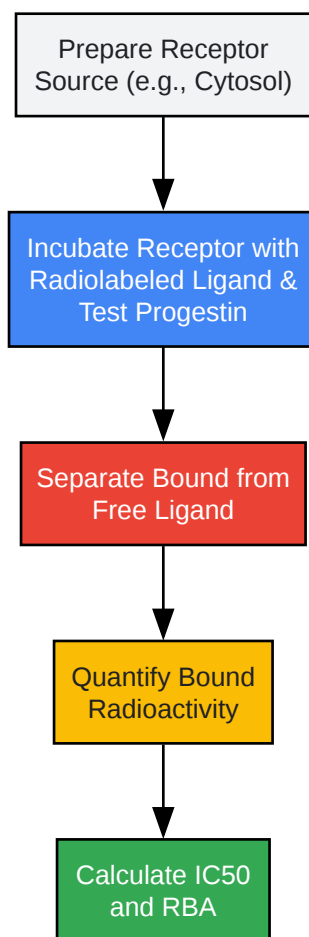 Prepare Receptor
Source (e.g., Cytosol)
Incubate Receptor with
Radiolabeled Ligand &
Test Progestin
Separate Bound from
Free Ligand
Quantify Bound
Radioactivity
Calculate IC50
and RBA